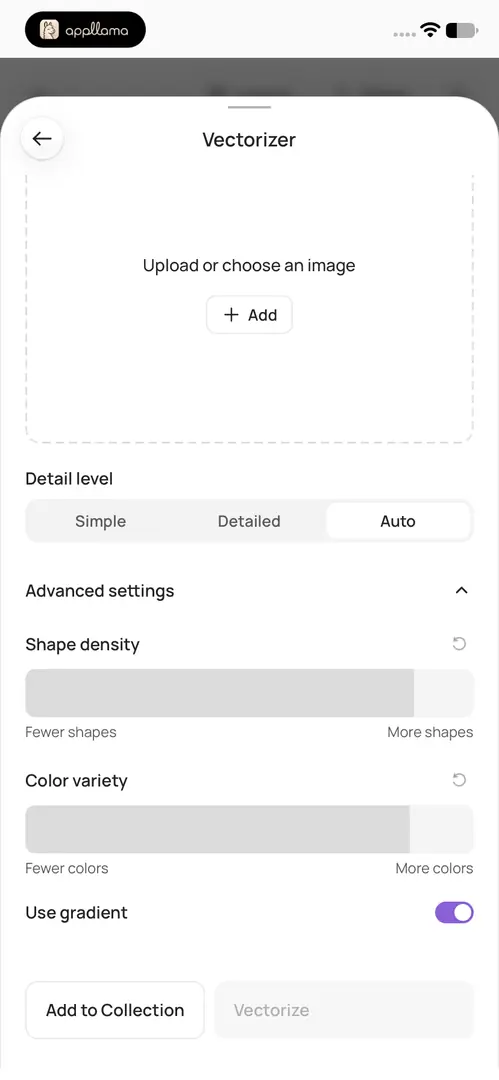 appllama
Vectorizer
Upload or choose an image
Add
Detail level
Simple Detailed Auto
Advanced settings
Shape density
Fewer shapes More shapes
Color variety
Fewer colors More colors
Use gradient
Add to Collection Vectorize